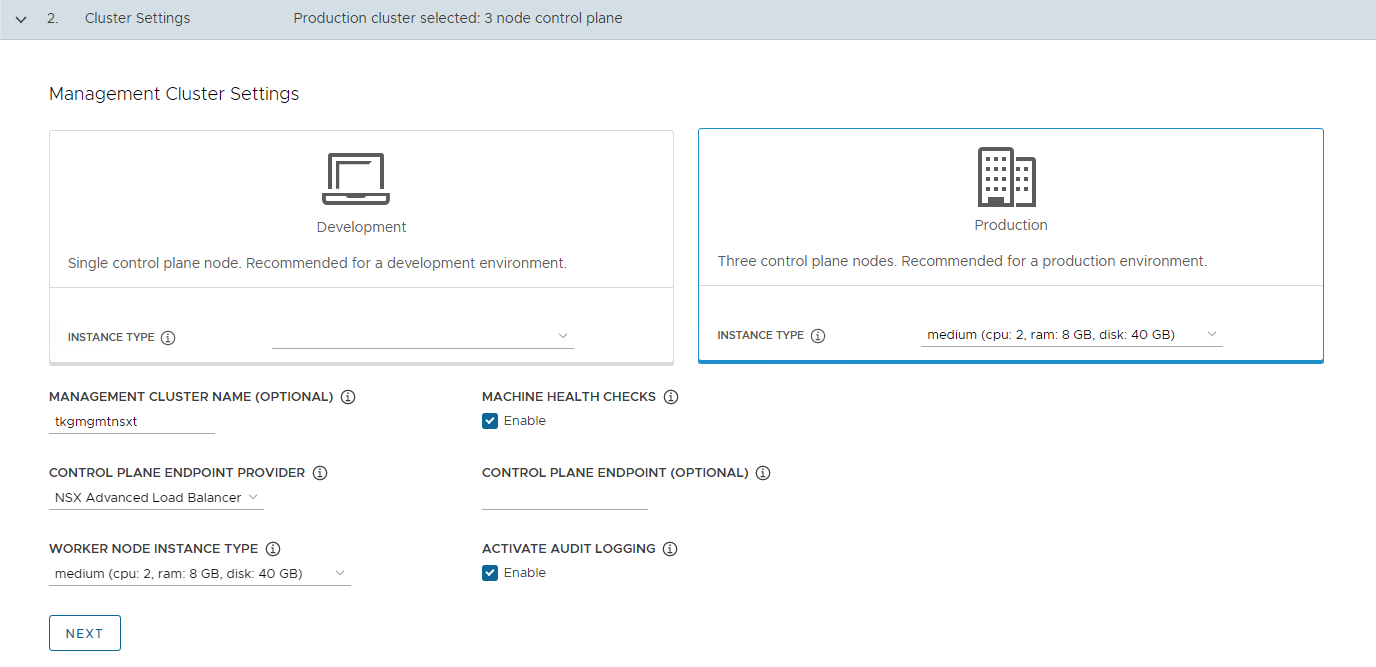 2. Cluster Settings Production cluster selected: 3 node control plane
Management Cluster Settings
Development
Single control plane node. Recommended for a development environment.
INSTANCE TYPE
Production
Three control plane nodes. Recommended for a production environment.
INSTANCE TYPE medium (cpu: 2, ram: 8 GB, disk: 40 GB)
MANAGEMENT CLUSTER NAME (OPTIONAL)
tkgmgmtnsxt
MACHINE HEALTH CHECKS
Enable
CONTROL PLANE ENDPOINT PROVIDER
NSX Advanced Load Balancer
CONTROL PLANE ENDPOINT (OPTIONAL)
WORKER NODE INSTANCE TYPE
medium (cpu: 2, ram: 8 GB, disk: 40 GB)
ACTIVATE AUDIT LOGGING
Enable
NEXT